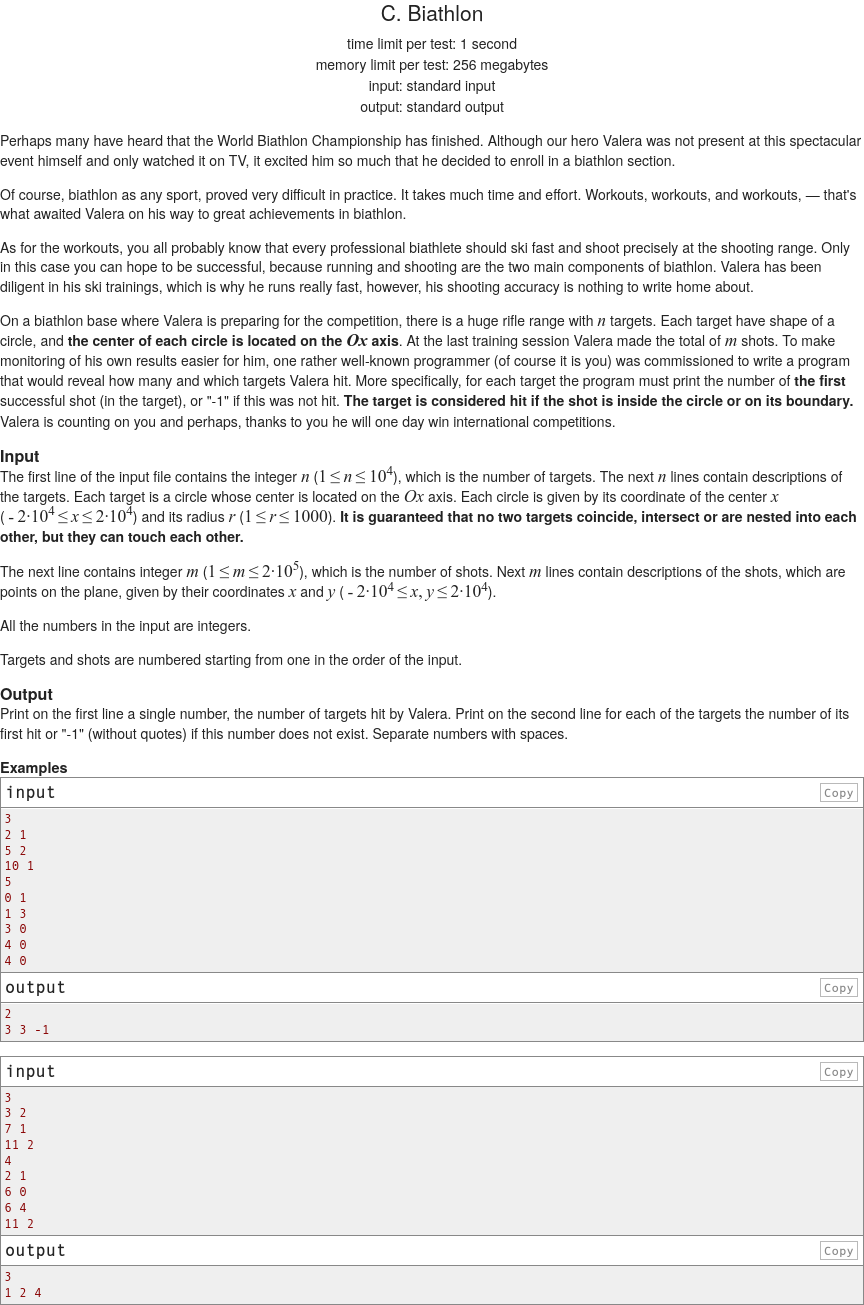 C. Biathlon
time limit per test: 1 second
memory limit per test: 256 megabytes
input: standard input
output: standard output
Perhaps many have heard that the World Biathlon Championship has finished. Although our hero Valera was not present at this spectacular
event himself and only watched it on TV, it excited him so much that he decided to enroll in a biathlon section.
Of course, biathlon as any sport, proved very difficult in practice. It takes much time and effort. Workouts, workouts, and workouts, — that's
what awaited Valera on his way to great achievements in biathlon.
As for the workouts, you all probably know that every professional biathlete should ski fast and shoot precisely at the shooting range. Only
in this case you can hope to be successful, because running and shooting are the two main components of biathlon. Valera has been
diligent in his ski trainings, which is why he runs really fast, however, his shooting accuracy is nothing to write home about.
On a biathlon base where Valera is preparing for the competition, there is a huge rifle range with n targets. Each target have shape of a
circle, and the center of each circle is located on the Ox axis. At the last training session Valera made the total of m shots. To make
monitoring of his own results easier for him, one rather well-known programmer (of course it is you) was commissioned to write a program
that would reveal how many and which targets Valera hit. More specifically, for each target the program must print the number of the first
successful shot (in the target), or "-1" if this was not hit. The target is considered hit if the shot is inside the circle or on its boundary.
Valera is counting on you and perhaps, thanks to you he will one day win international competitions.
Input
The first line of the input file contains the integer n (1 ≤ n ≤ 10^4), which is the number of targets. The next n lines contain descriptions of
the targets. Each target is a circle whose center is located on the Ox axis. Each circle is given by its coordinate of the center x
( - 2·10^4 ≤ x ≤ 2·10^4) and its radius r (1 ≤ r ≤ 1000). It is guaranteed that no two targets coincide, intersect or are nested into each
other, but they can touch each other.
The next line contains integer m (1 ≤ m ≤ 2·10^5), which is the number of shots. Next m lines contain descriptions of the shots, which are
points on the plane, given by their coordinates x and y ( - 2·10^4 ≤ x, y ≤ 2·10^4).
All the numbers in the input are integers.
Targets and shots are numbered starting from one in the order of the input.
Output
Print on the first line a single number, the number of targets hit by Valera. Print on the second line for each of the targets the number of its
first hit or "-1" (without quotes) if this number does not exist. Separate numbers with spaces.
Examples
input Copy
3
2 1
5 2
10 1
5
0 1
1 3
3 0
4 0
4 0
output Copy
2
3 3 -1
input Copy
3
3 2
7 1
11 2
4
2 1
6 0
6 4
11 2
output Copy
3
1 2 4